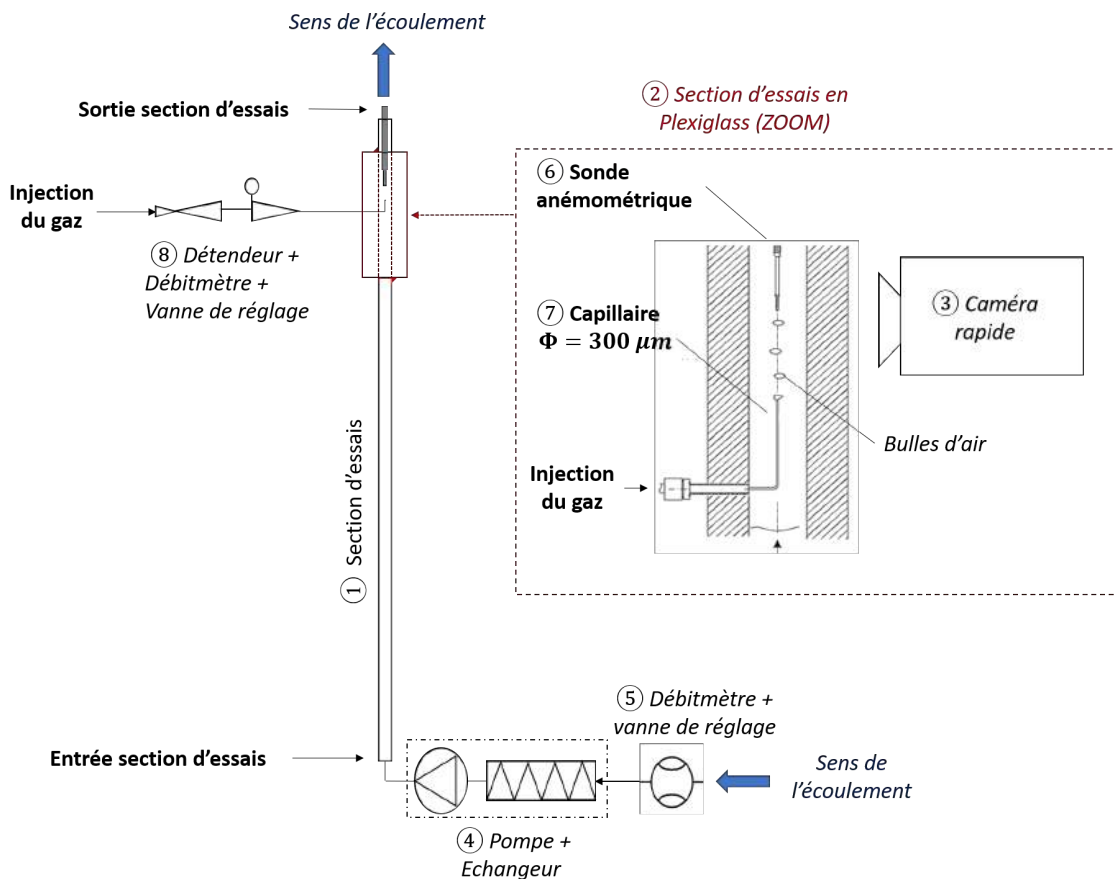 Sens de l’écoulement
Sortie section d’essais
② Section d’essais en
Plexiglass (ZOOM)
Injection
du gaz
⑧ Détendeur +
Débitmètre +
Vanne de réglage
⑥ Sonde
anémométrique
⑦ Capillaire
Φ = 300 μm
③ Caméra
rapide
Bulles d’air
Injection
du gaz
① Section d’essais
Entrée section d’essais
⑤ Débitmètre +
vanne de réglage
Sens de
l’écoulement
④ Pompe +
Echangeur